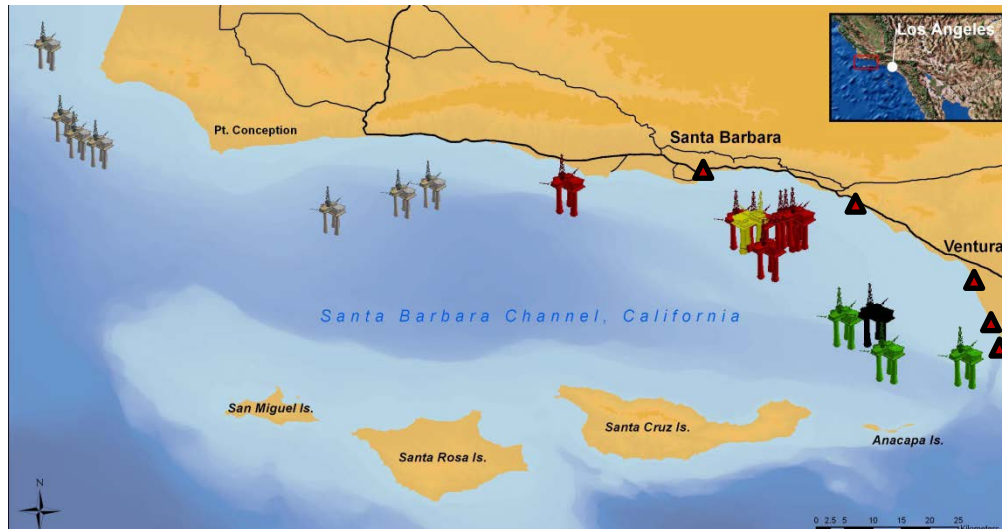 Los Angeles
Santa Barbara
Pt. Conception
Ventura
Santa Barbara Channel, California
San Miguel Is.
Santa Cruz Is.
Santa Rosa Is.
Anacapa Is.
N
0 2.5 5 10 15 20 25
Kilometers